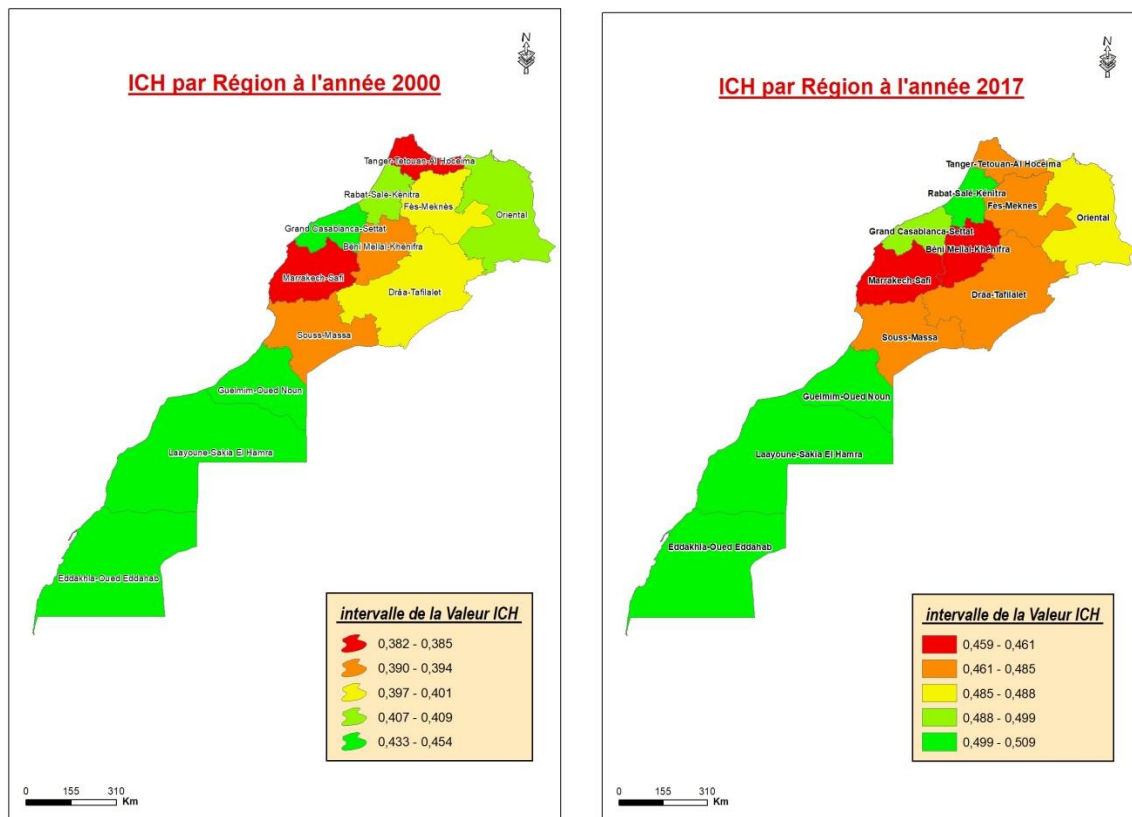 N
ICH par Région à l'année 2000
Tanger-Tetouan-Al Hoceima
Rabat-Salé-Kénitra
Fès-Meknès
Oriental
Grand Casablanca-Settat
Béni Mellal-Khénifra
Marrakech-Safi
Drâa-Tafilalet
Souss-Massa
Guelmim-Oued Noun
Laayoune-Sakia El Hamra
Eddakhla-Oued Eddahab
intervalle de la Valeur ICH
0,382 - 0,385
0,390 - 0,394
0,397 - 0,401
0,407 - 0,409
0,433 - 0,454
0 155 310
Km
N
ICH par Région à l'année 2017
Tanger-Tetouan-Al Hoceima
Rabat-Salé-Kénitra
Fès-Meknès
Oriental
Grand Casablanca-Settat
Béni Mellal-Khénifra
Marrakech-Safi
Drâa-Tafilalet
Souss-Massa
Guelmim-Oued Noun
Laayoune-Sakia El Hamra
Eddakhla-Oued Eddahab
intervalle de la Valeur ICH
0,459 - 0,461
0,461 - 0,485
0,485 - 0,488
0,488 - 0,499
0,499 - 0,509
0 155 310
Km